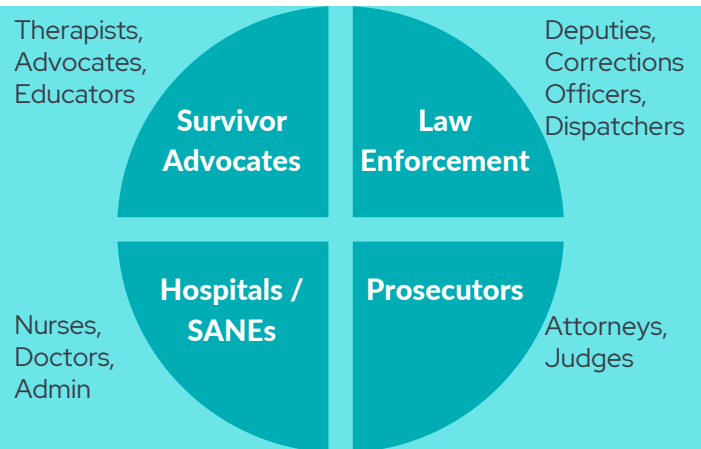 Therapists,
Advocates,
Educators
Survivor
Advocates
Law
Enforcement
Deputies,
Corrections
Officers,
Dispatchers
Hospitals /
SANEs
Nurses,
Doctors,
Admin
Prosecutors
Attorneys,
Judges